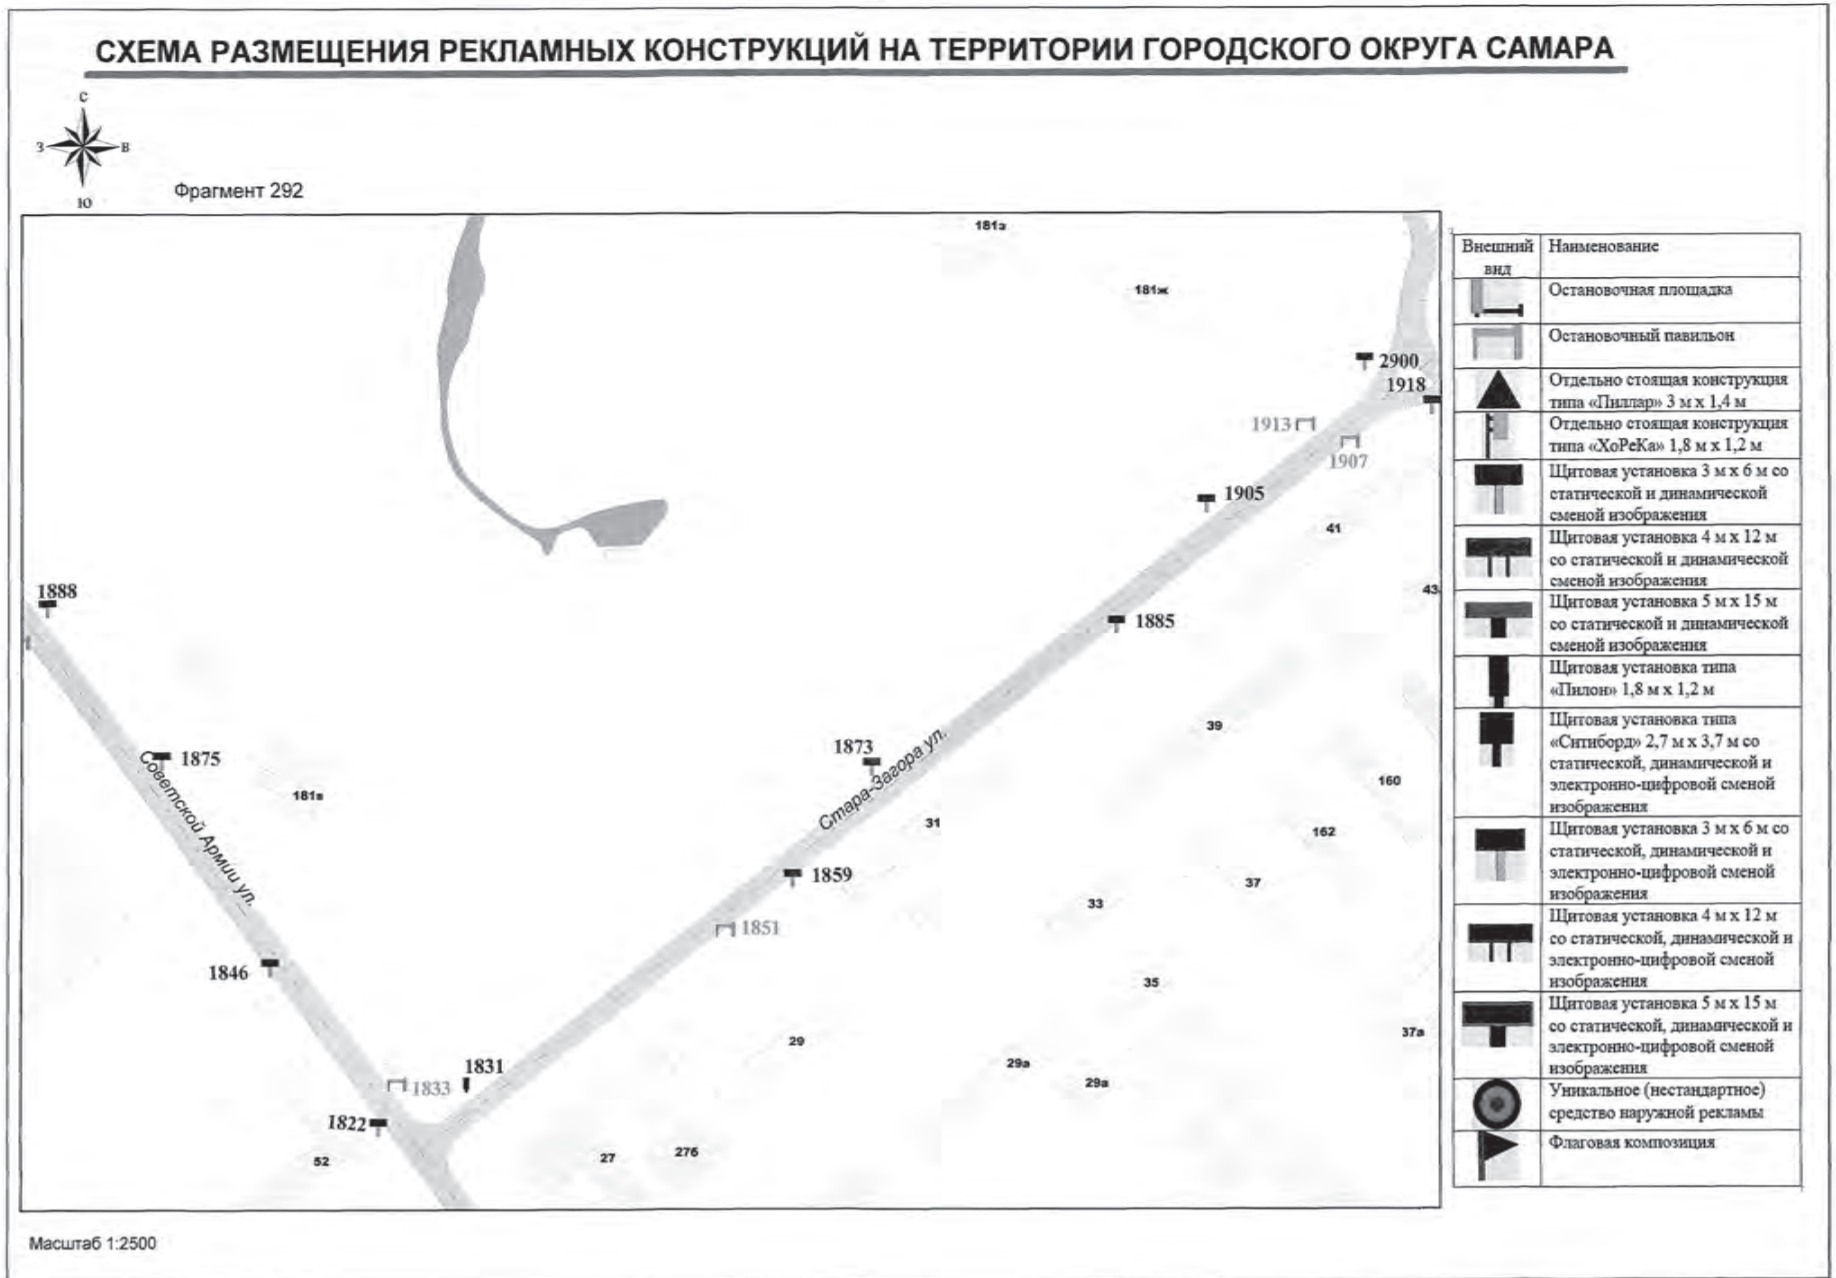 СХЕМА РАЗМЕЩЕНИЯ РЕКЛАМНЫХ КОНСТРУКЦИЙ НА ТЕРРИТОРИИ ГОРОДСКОГО ОКРУГА САМАРА
С
З
В
Ю
Фрагмент 292
181з
181ж
2900
1918
1913
1907
1905
41
43
1888
1885
39
1873
1875
Советской Армии ул.
Стара-Загора ул.
181в
160
31
162
1859
37
33
1851
1846
35
37а
29
29а
29а
1831
1833
1822
52
27
27б
Масштаб 1:2500
Внешний
вид
Наименование
Остановочная площадка
Остановочный павильон
Отдельно стоящая конструкция
типа «Пиллар» 3 м х 1,4 м
Отдельно стоящая конструкция
типа «ХоРеКа» 1,8 м х 1,2 м
Щитовая установка 3 м х 6 м со
статической и динамической
сменой изображения
Щитовая установка 4 м х 12 м
со статической и динамической
сменой изображения
Щитовая установка 5 м х 15 м
со статической и динамической
сменой изображения
Щитовая установка типа
«Пилон» 1,8 м х 1,2 м
Щитовая установка типа
«Ситиборд» 2,7 м х 3,7 м со
статической, динамической и
электронно-цифровой сменой
изображения
Щитовая установка 3 м х 6 м со
статической, динамической и
электронно-цифровой сменой
изображения
Щитовая установка 4 м х 12 м
со статической, динамической и
электронно-цифровой сменой
изображения
Щитовая установка 5 м х 15 м
со статической, динамической и
электронно-цифровой сменой
изображения
Уникальное (нестандартное)
средство наружной рекламы
Флаговая композиция